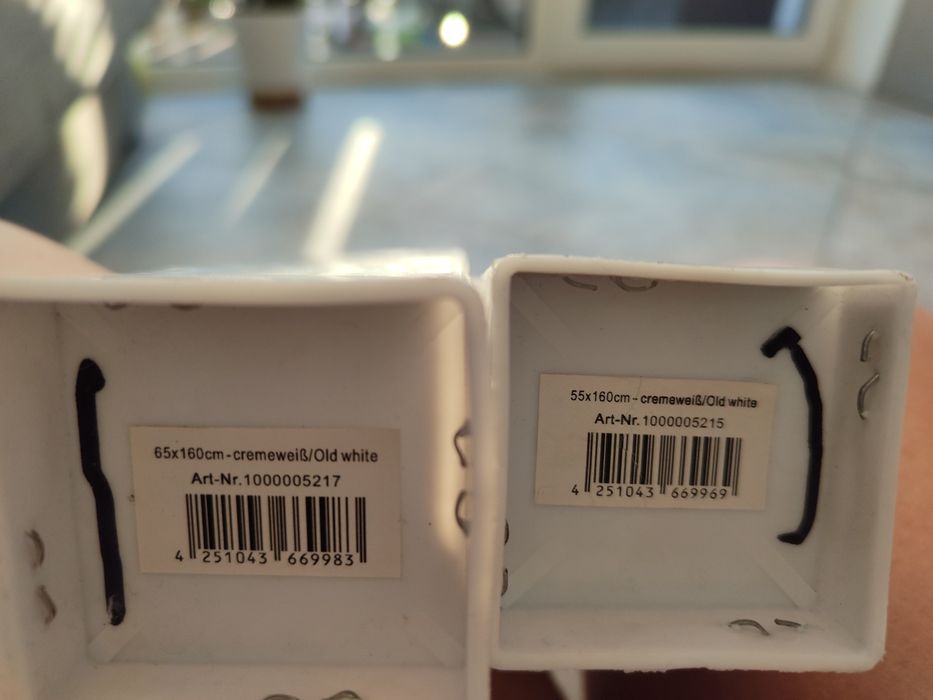 65x160cm-cremeweiß/Old white
Art-Nr.1000005217
4 251043 669983
55x160cm - cremeweiß/Old white
Art-Nr.1000005215
4 251043 669969